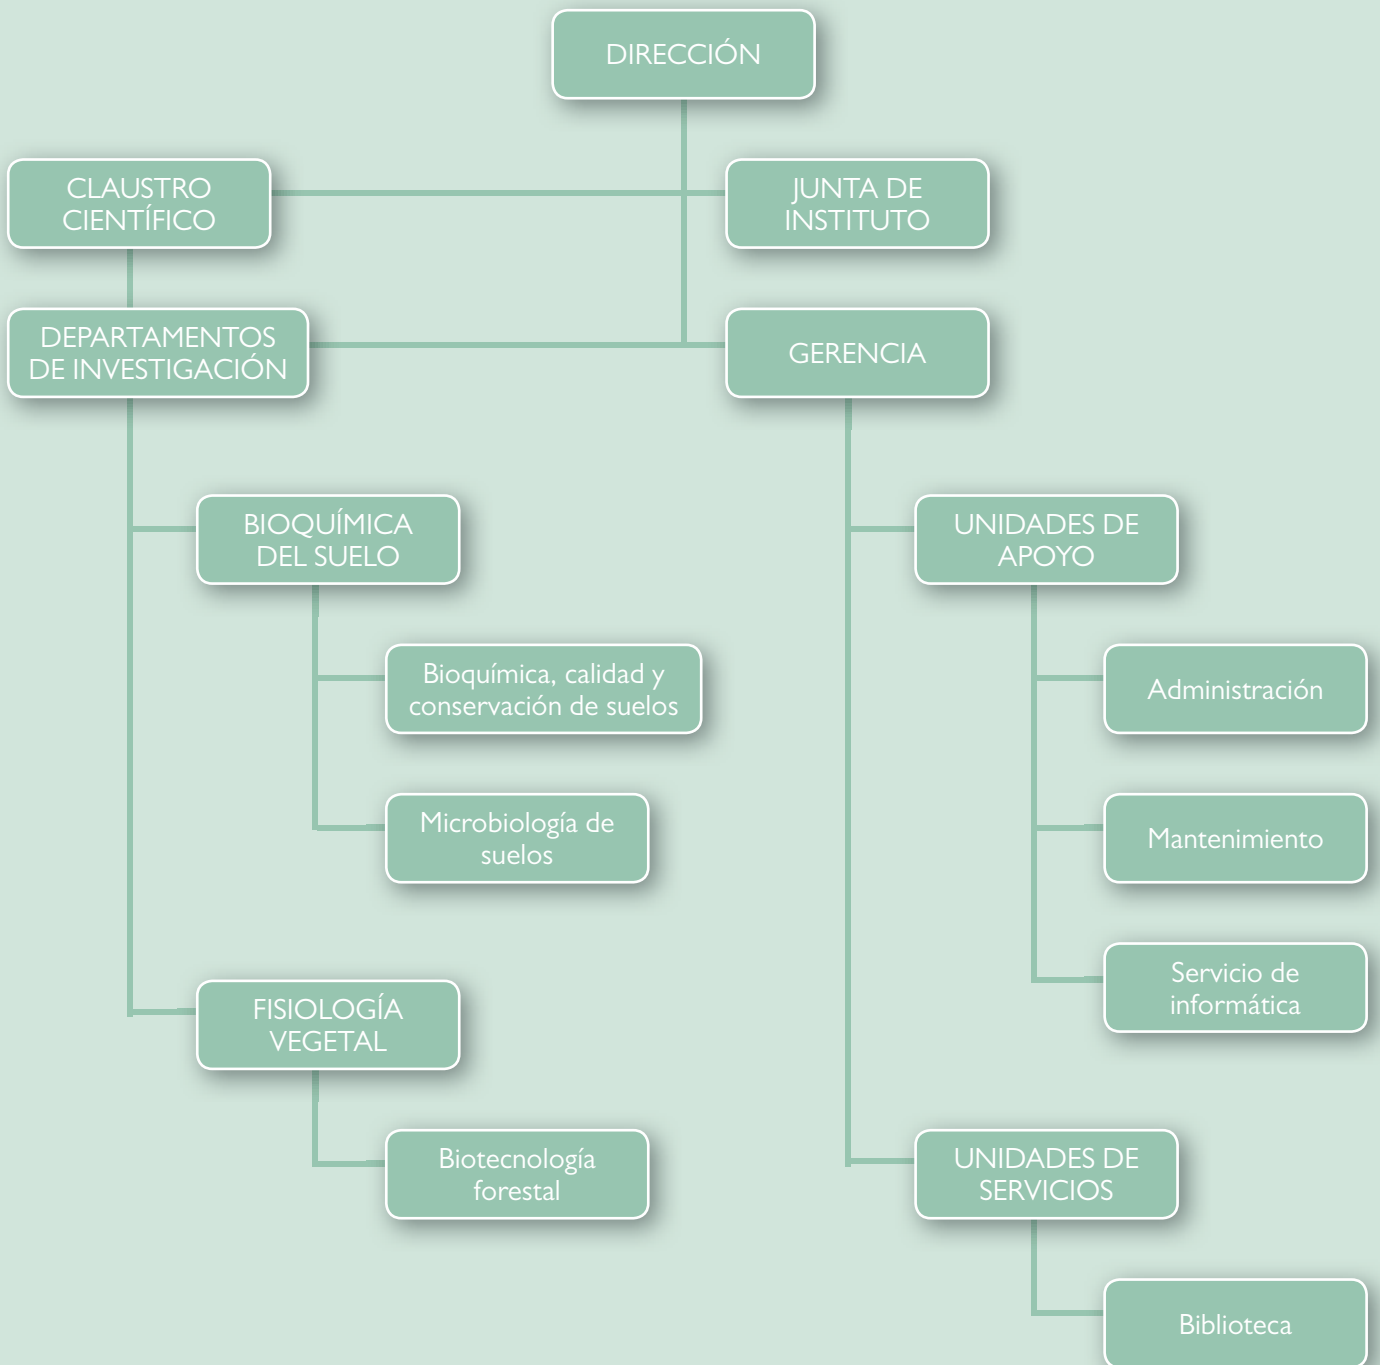 DIRECCIÓN
CLAUSTRO
CIENTÍFICO
JUNTA DE
INSTITUTO
DEPARTAMENTOS
DE INVESTIGACIÓN
GERENCIA
BIOQUÍMICA
DEL SUELO
Bioquímica, calidad y
conservación de suelos
Microbiología de
suelos
FISIOLOGÍA
VEGETAL
Biotecnología
forestal
UNIDADES DE
APOYO
Administración
Mantenimiento
Servicio de
informática
UNIDADES DE
SERVICIOS
Biblioteca